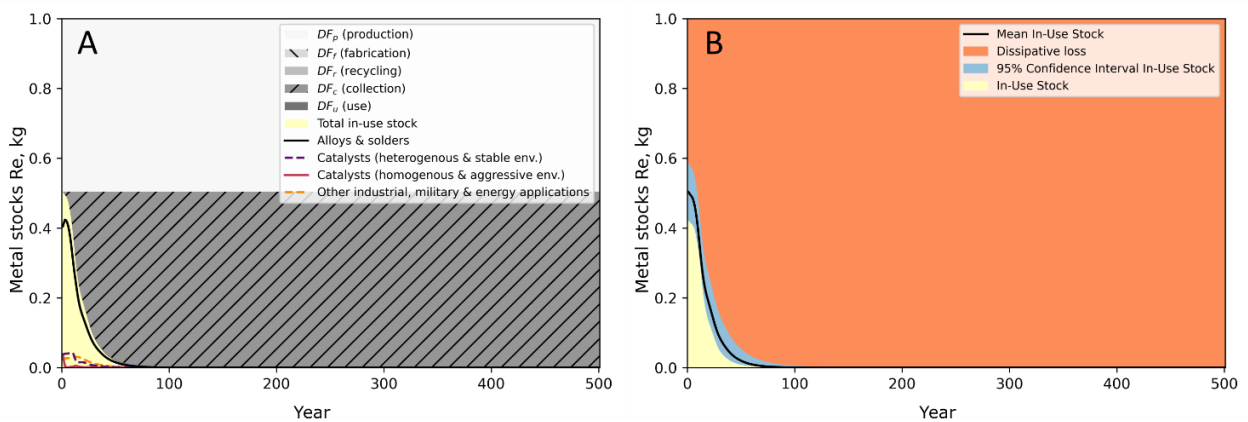 A
1.0
0.8
0.6
0.4
0.2
0.0
Metal stocks Re, kg
0
100
200
300
400
500
Year
DFp (production)
DFf (fabrication)
DFr (recycling)
DFc (collection)
DFu (use)
Total in-use stock
Alloys & solders
Catalysts (heterogenous & stable env.)
Catalysts (homogenous & aggressive env.)
Other industrial, military & energy applications
B
1.0
0.8
0.6
0.4
0.2
0.0
Metal stocks Re, kg
0
100
200
300
400
500
Year
Mean In-Use Stock
Dissipative loss
95% Confidence Interval In-Use Stock
In-Use Stock